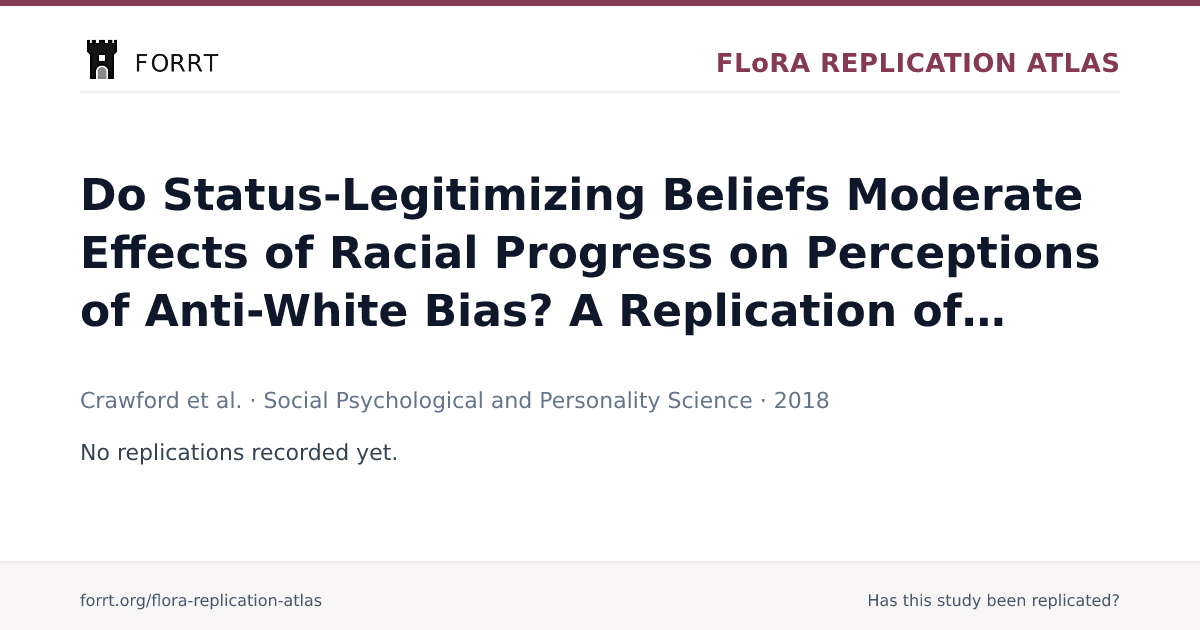 FORRT
FLoRA REPLICATION ATLAS
Do Status-Legitimizing Beliefs Moderate
Effects of Racial Progress on Perceptions
of Anti-White Bias? A Replication of…
Crawford et al. · Social Psychological and Personality Science · 2018
No replications recorded yet.
forrt.org/flora-replication-atlas
Has this study been replicated?